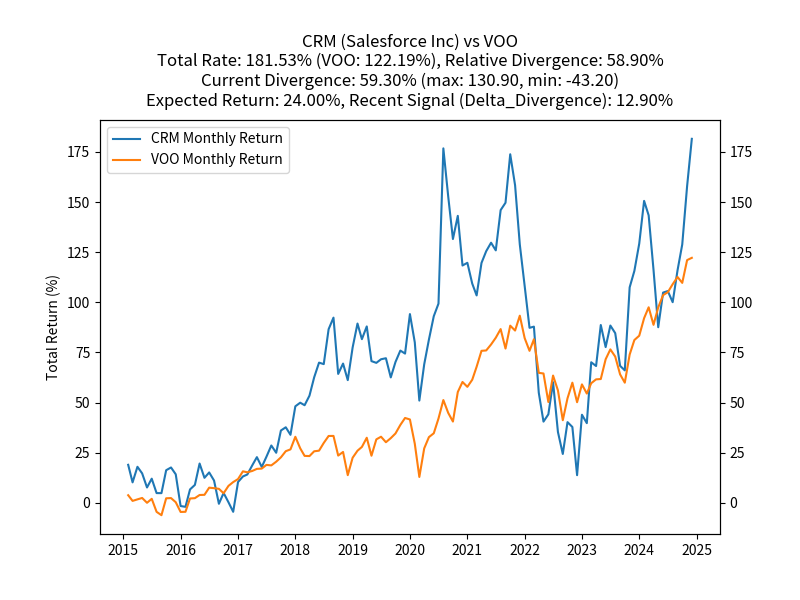 CRM (Salesforce Inc) vs VOO
Total Rate: 181.53% (VOO: 122.19%), Relative Divergence: 58.90%
Current Divergence: 59.30% (max: 130.90, min: -43.20)
Expected Return: 24.00%, Recent Signal (Delta_Divergence): 12.90%
CRM Monthly Return
VOO Monthly Return
Total Return (%)
175 175
150 150
125 125
100 100
75 75
50 50
25 25
0 0
2015 2016 2017 2018 2019 2020 2021 2022 2023 2024 2025